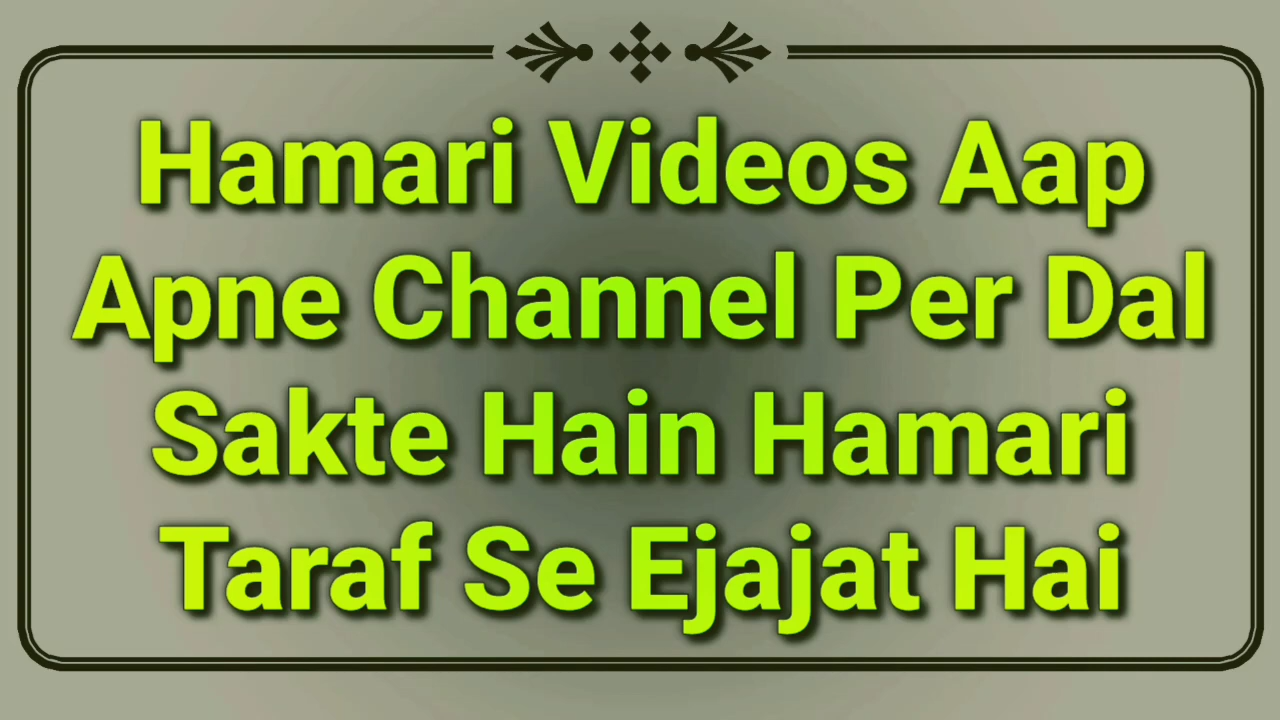 Hamari Videos Aap
Apne Channel Per Dal
Sakte Hain Hamari
Taraf Se Ejajat Hai